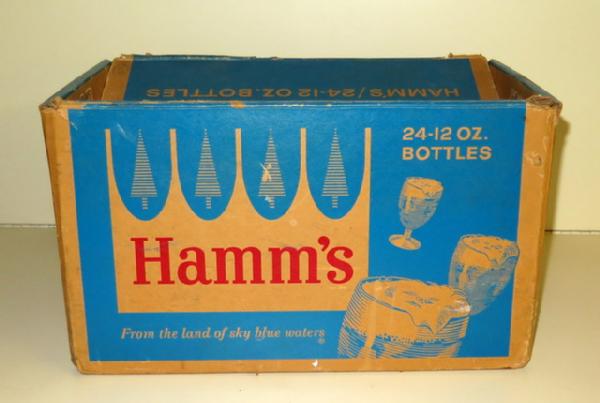 HAMM'S/24-12 OZ. BOTTLES
24-12 OZ.
BOTTLES
Hamm's
From the land of sky blue waters®